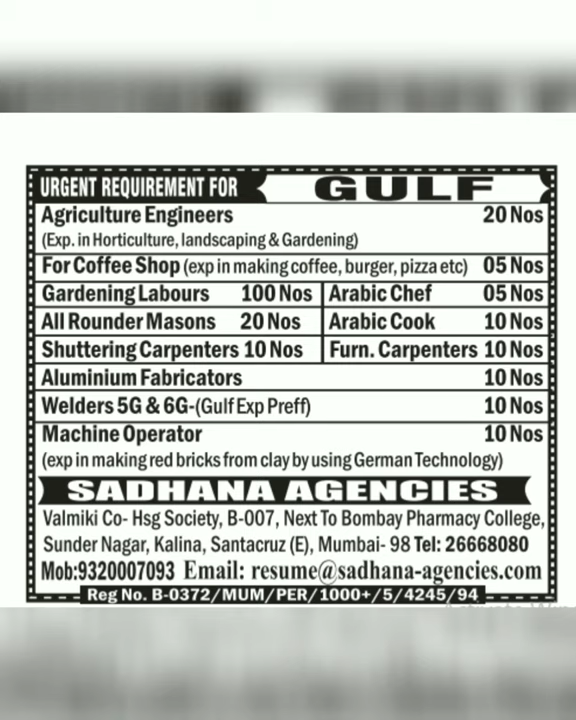 URGENT REQUIREMENT FOR GULF
Agriculture Engineers 20 Nos
(Exp. in Horticulture, landscaping & Gardening)
For Coffee Shop (exp in making coffee, burger, pizza etc) 05 Nos
Gardening Labours 100 Nos Arabic Chef 05 Nos
All Rounder Masons 20 Nos Arabic Cook 10 Nos
Shuttering Carpenters 10 Nos Furn. Carpenters 10 Nos
Aluminium Fabricators 10 Nos
Welders 5G & 6G-(Gulf Exp Preff) 10 Nos
Machine Operator 10 Nos
(exp in making red bricks from clay by using German Technology)
SADHANA AGENCIES
Valmiki Co- Hsg Society, B-007, Next To Bombay Pharmacy College,
Sunder Nagar, Kalina, Santacruz (E), Mumbai- 98 Tel: 26668080
Mob:9320007093 Email: resume@sadhana-agencies.com
Reg No. B-0372/MUM/PER/1000+/5/4245/94